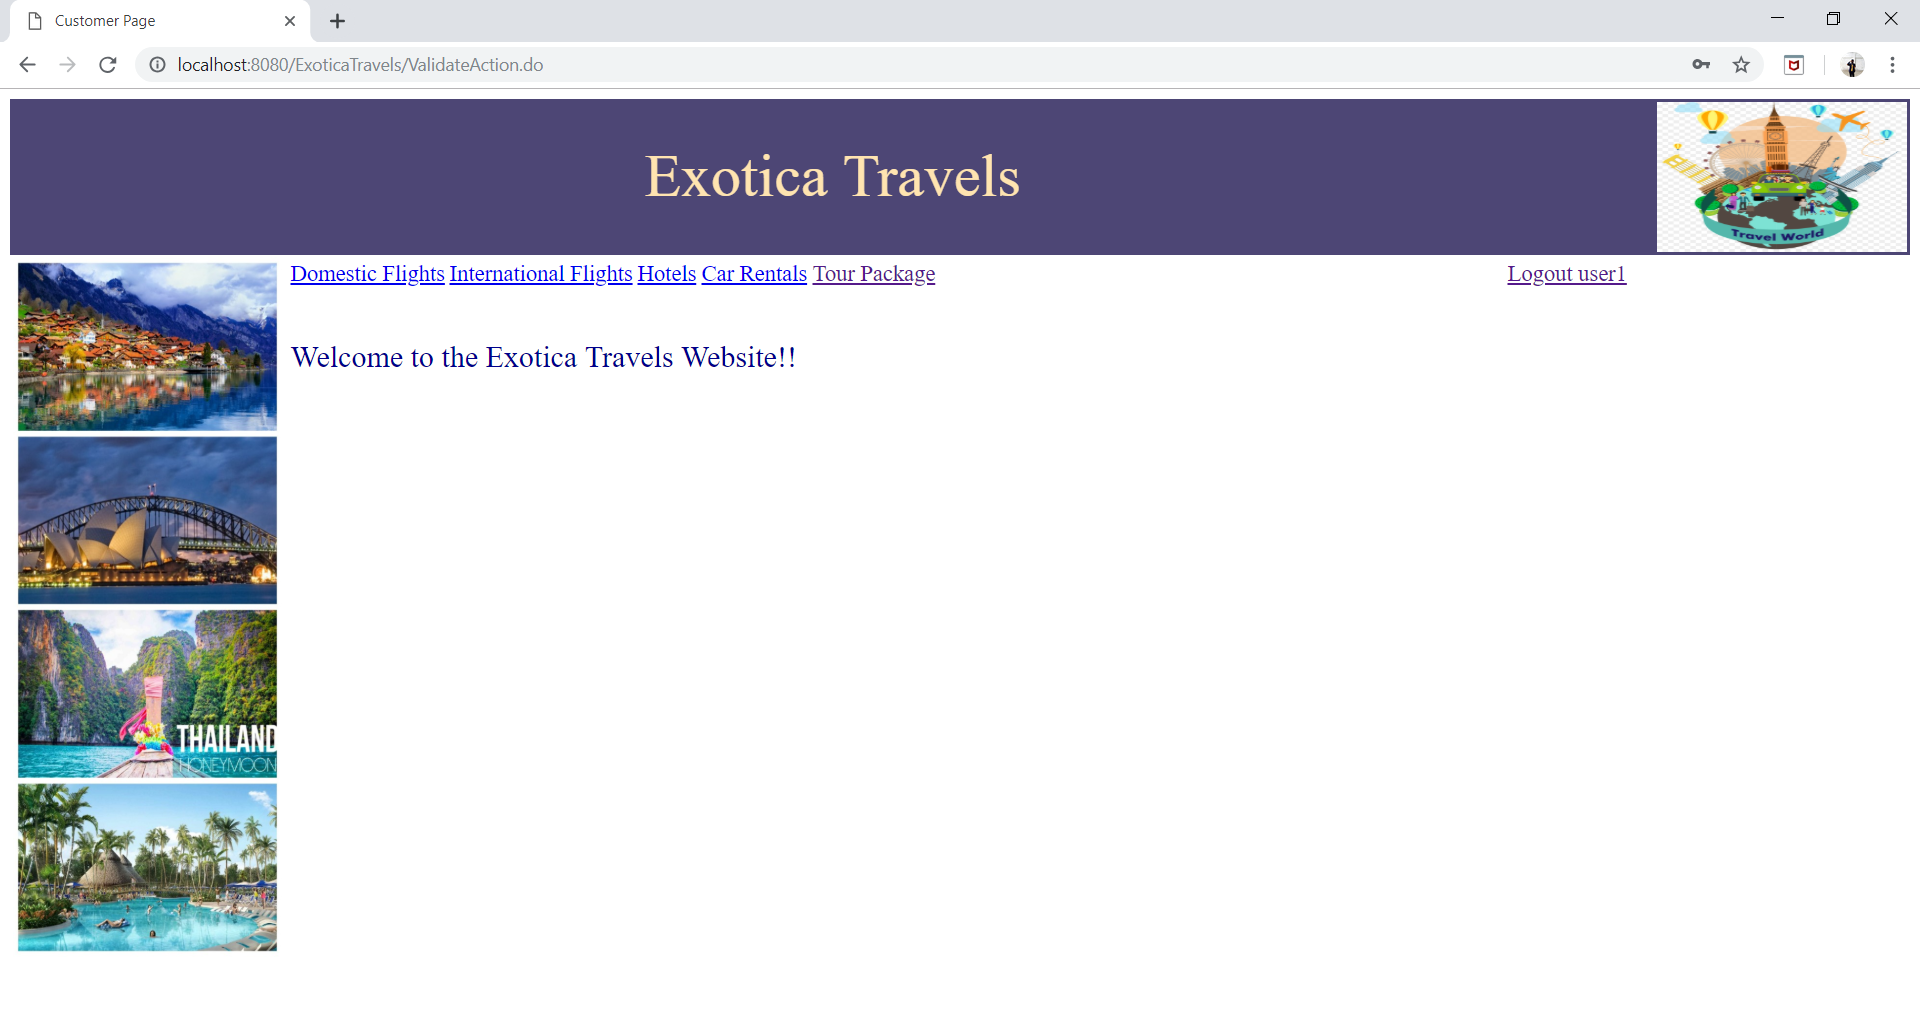 Customer Page
localhost:8080/ExoticaTravels/ValidateAction.do
Exotica Travels
Travel World
Domestic Flights International Flights Hotels Car Rentals Tour Package Logout user1
Welcome to the Exotica Travels Website!!
THAILAND
HONEYMOON